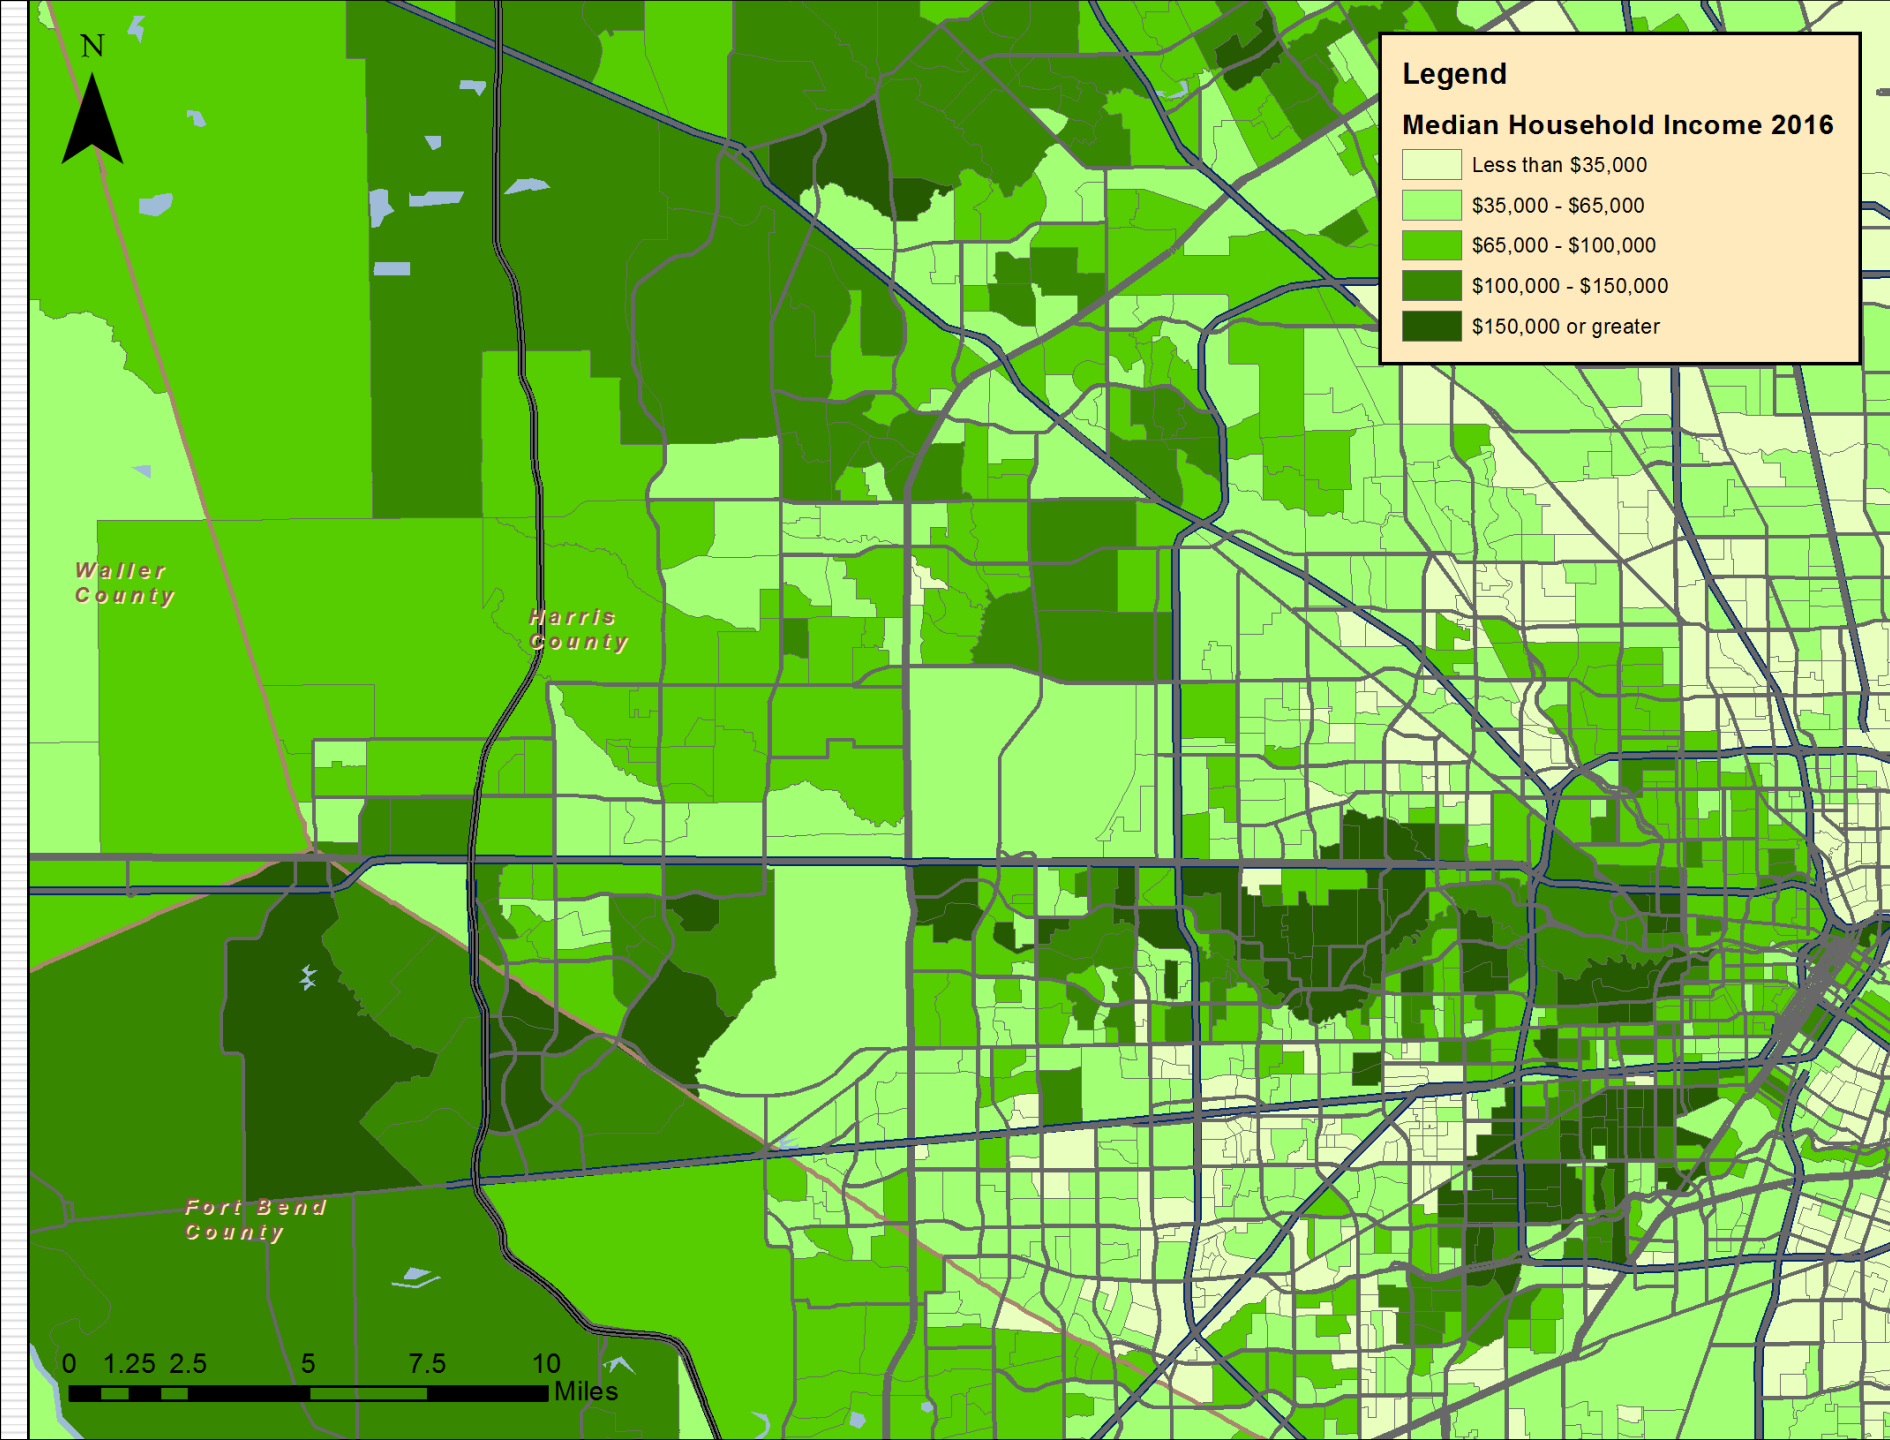 N
Legend
Median Household Income 2016
Less than $35,000
$35,000 - $65,000
$65,000 - $100,000
$100,000 - $150,000
$150,000 or greater
Waller
County
Harris
County
Fort Bend
County
0 1.25 2.5 5 7.5 10
Miles